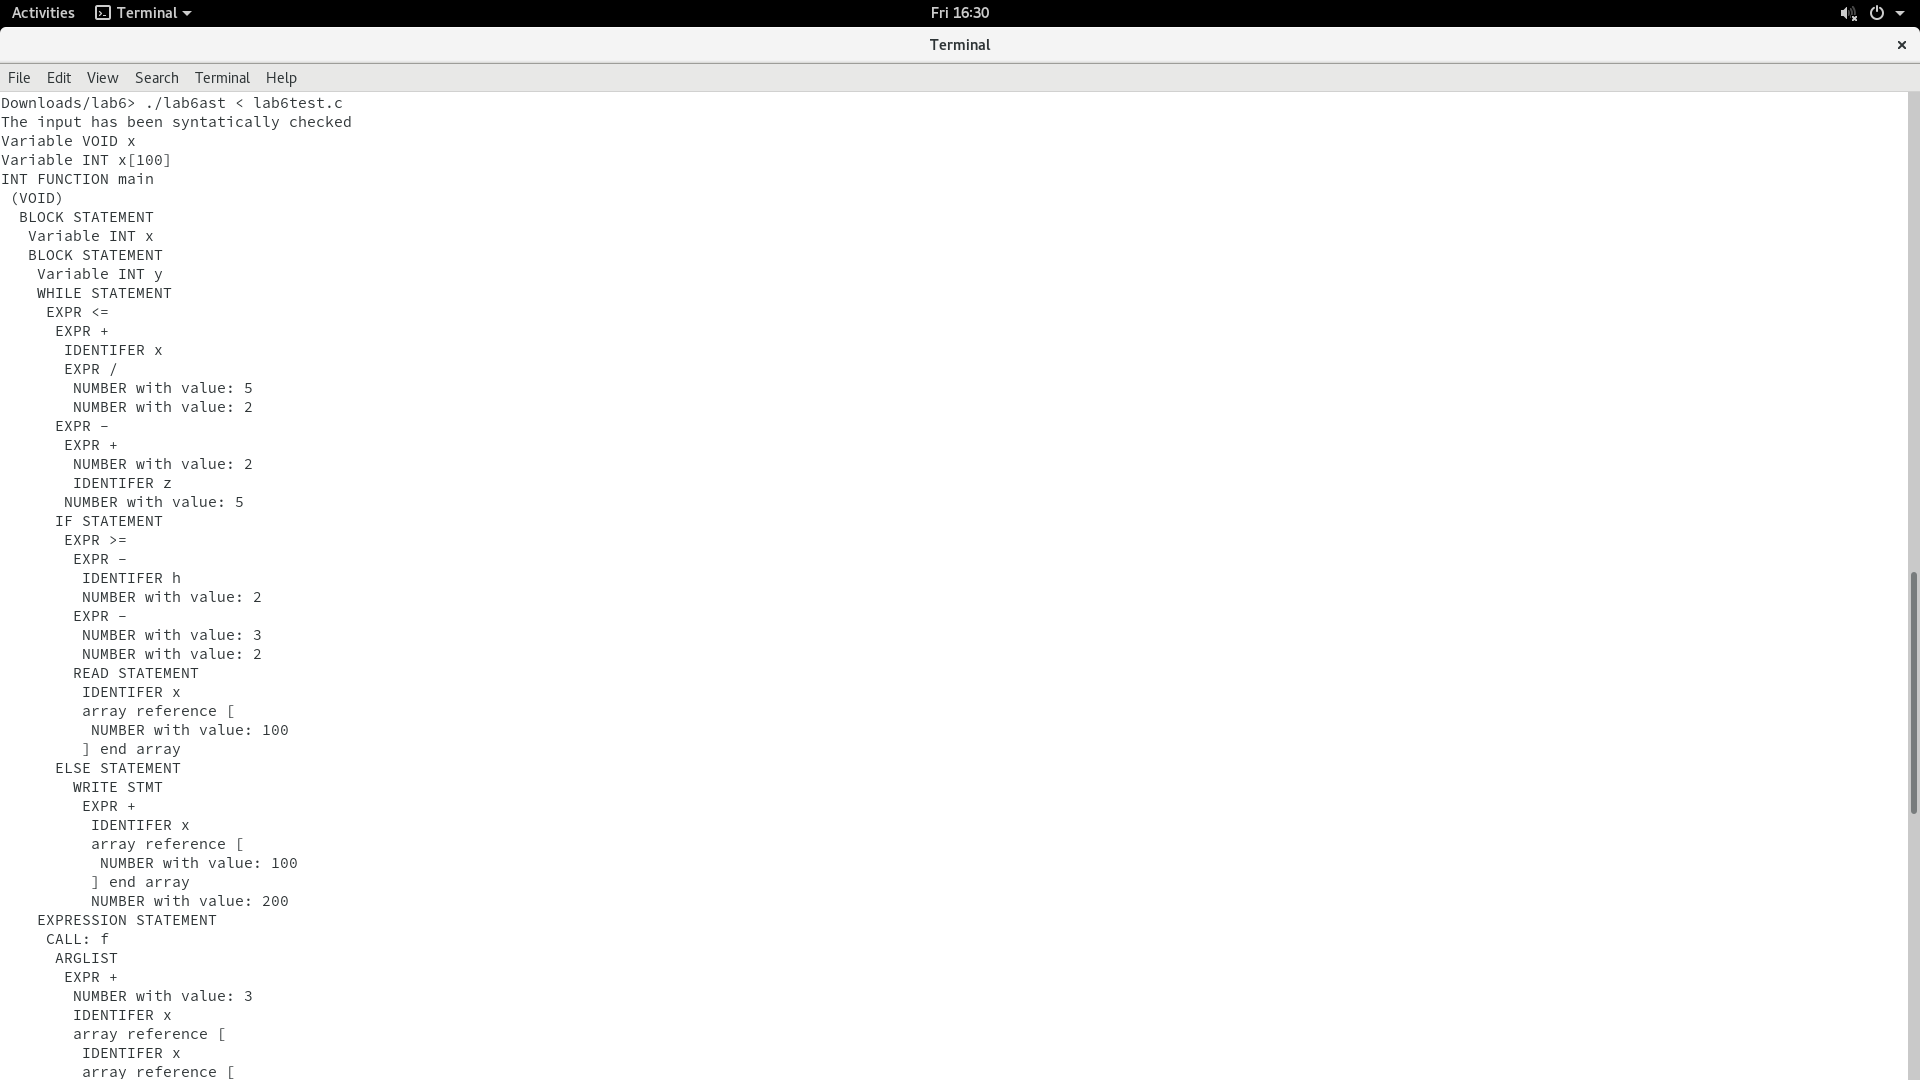 Activities Terminal Fri 16:30
Terminal ×
File Edit View Search Terminal Help
Downloads/lab6> ./lab6ast < lab6test.c
The input has been syntatically checked
Variable VOID x
Variable INT x[100]
INT FUNCTION main
 (VOID)
  BLOCK STATEMENT
   Variable INT x
   BLOCK STATEMENT
    Variable INT y
    WHILE STATEMENT
     EXPR <=
      EXPR +
       IDENTIFER x
       EXPR /
        NUMBER with value: 5
        NUMBER with value: 2
      EXPR -
       EXPR +
        NUMBER with value: 2
        IDENTIFER z
       NUMBER with value: 5
      IF STATEMENT
       EXPR >=
        EXPR -
         IDENTIFER h
         NUMBER with value: 2
        EXPR -
         NUMBER with value: 3
         NUMBER with value: 2
        READ STATEMENT
         IDENTIFER x
         array reference [
          NUMBER with value: 100
         ] end array
      ELSE STATEMENT
        WRITE STMT
         EXPR +
          IDENTIFER x
          array reference [
           NUMBER with value: 100
          ] end array
          NUMBER with value: 200
    EXPRESSION STATEMENT
     CALL: f
      ARGLIST
       EXPR +
        NUMBER with value: 3
        IDENTIFER x
        array reference [
         IDENTIFER x
         array reference [